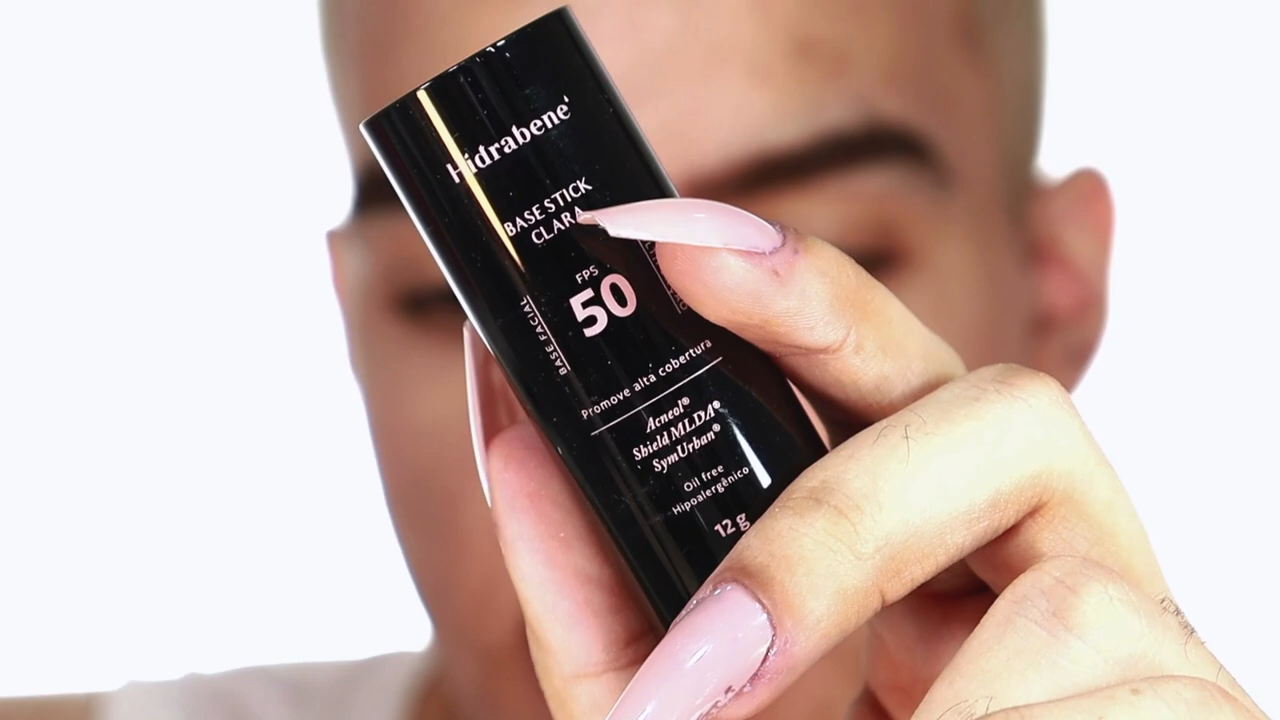 Hidrabene
BASE STICK
CLARA
FPS
50
BASE FACIAL
Promove alta cobertura
Acneol®
Shield MLDA®
SymUrban®
Oil free
Hipoalergênico
12 g